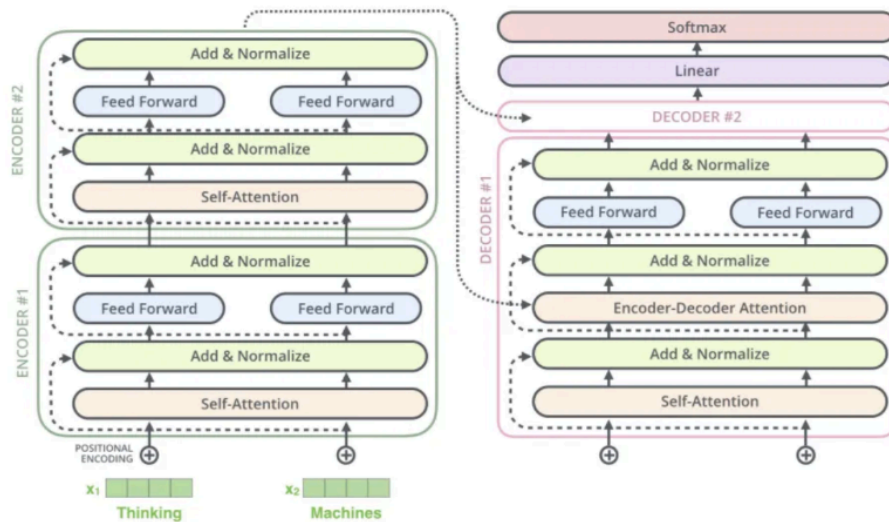 ENCODER #2
Add & Normalize
Feed Forward
Feed Forward
Add & Normalize
Self-Attention
ENCODER #1
Add & Normalize
Feed Forward
Feed Forward
Add & Normalize
Self-Attention
POSITIONAL
ENCODING
x1
x2
Thinking
Machines
Softmax
Linear
DECODER #2
DECODER #1
Add & Normalize
Feed Forward
Feed Forward
Add & Normalize
Encoder-Decoder Attention
Add & Normalize
Self-Attention